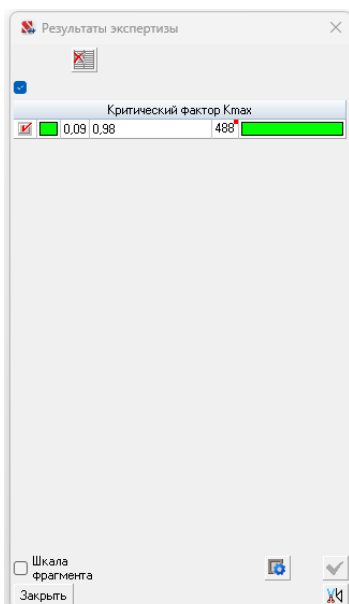 Результаты экспертизы
Критический фактор Kmax
0,09 0,98 488
Шкала
фрагмента
Закрыть